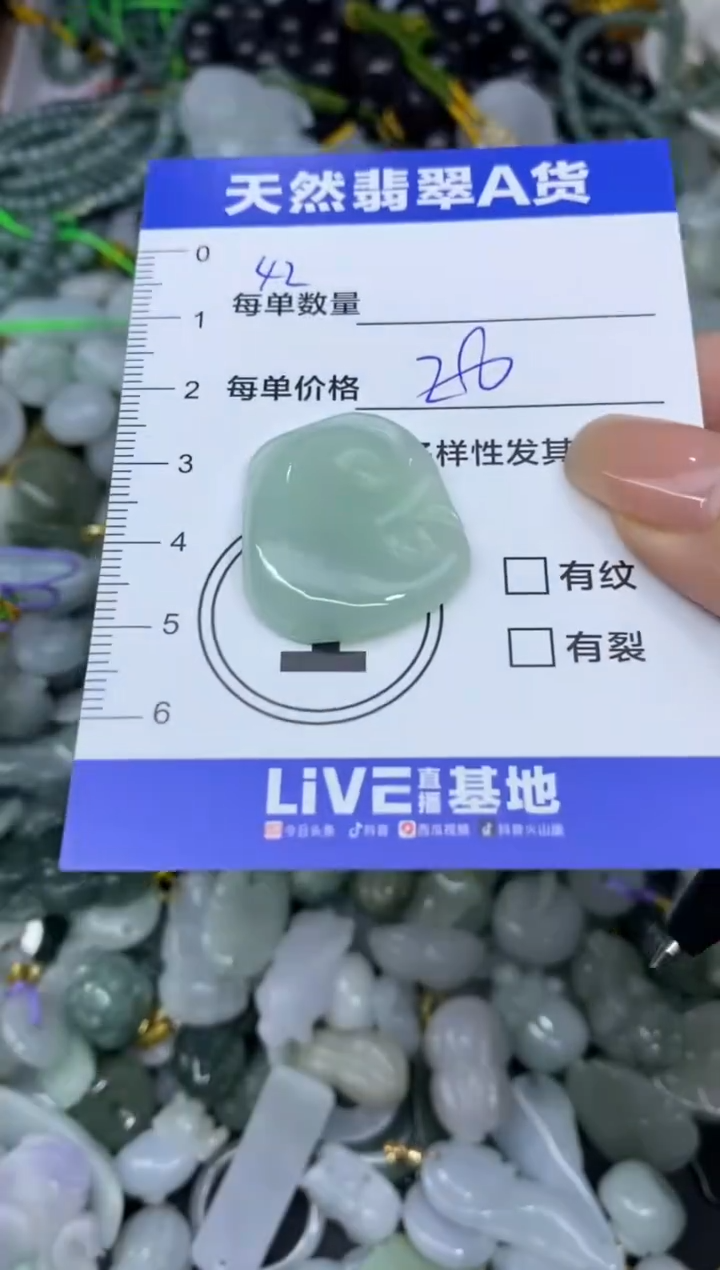 天然翡翠A货
0
42
每单数量
1
每单价格
2
样性发其
3
4
有纹
5
有裂
6
LiVE直播基地
今日头条 抖音 西瓜视频 抖音火山版